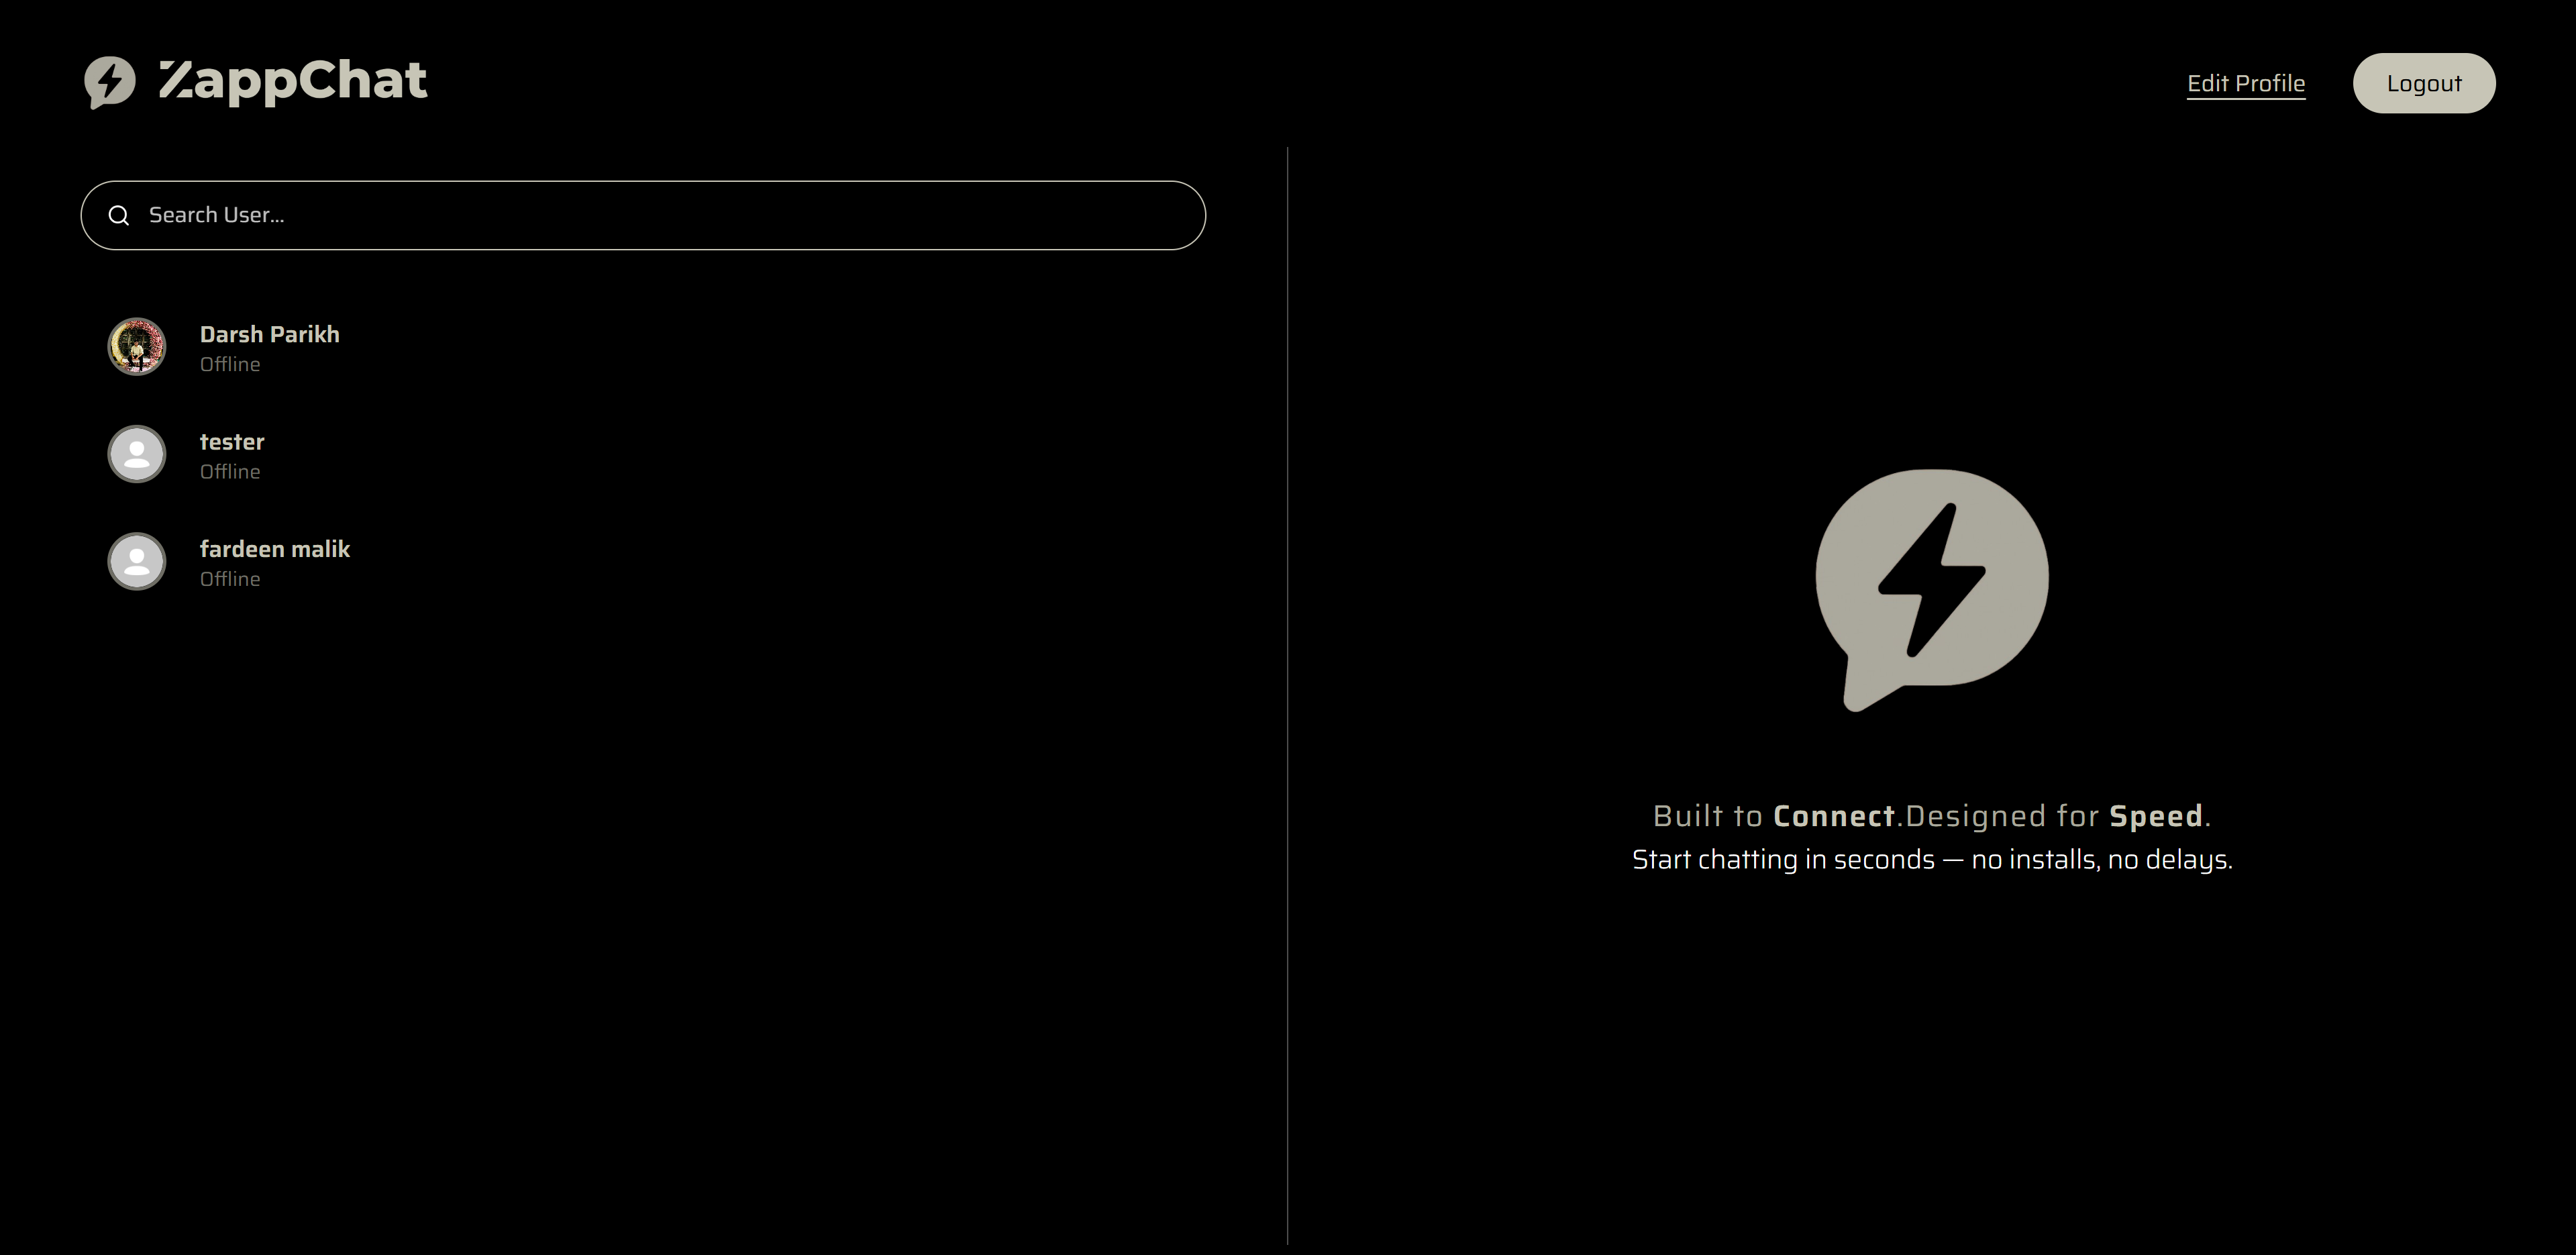 ZappChat
Edit Profile
Logout
Search User...
Darsh Parikh
Offline
tester
Offline
fardeen malik
Offline
Built to Connect.Designed for Speed.
Start chatting in seconds — no installs, no delays.